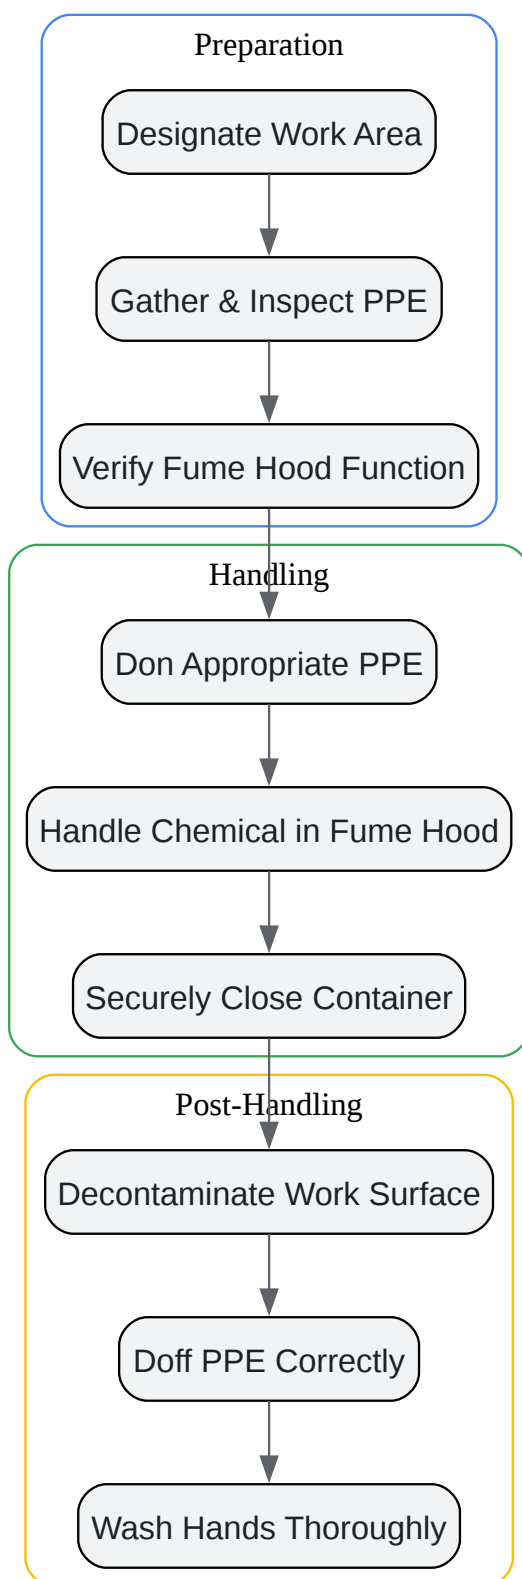 Preparation
Designate Work Area
Gather & Inspect PPE
Verify Fume Hood Function
Handling
Don Appropriate PPE
Handle Chemical in Fume Hood
Securely Close Container
Post-Handling
Decontaminate Work Surface
Doff PPE Correctly
Wash Hands Thoroughly